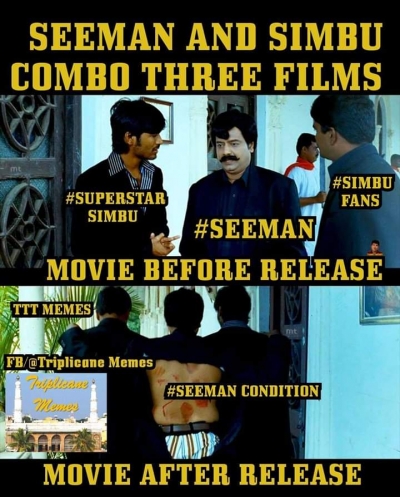 SEEMAN AND SIMBU
COMBO THREE FILMS
#SUPERSTAR
SIMBU
#SEEMAN
#SIMBU
FANS
MOVIE BEFORE RELEASE
TTT MEMES
FB/@Triplicane Memes
Triplicane
Memes
#SEEMAN CONDITION
MOVIE AFTER RELEASE